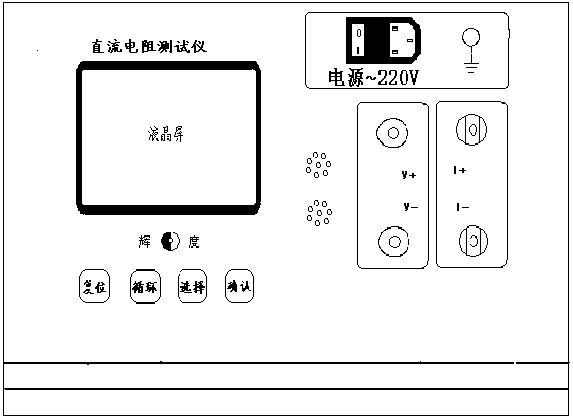 直流电阻测试仪
电源~220V
液晶屏
V+
I+
V-
I-
辉 度
复位 循环 选择 确认